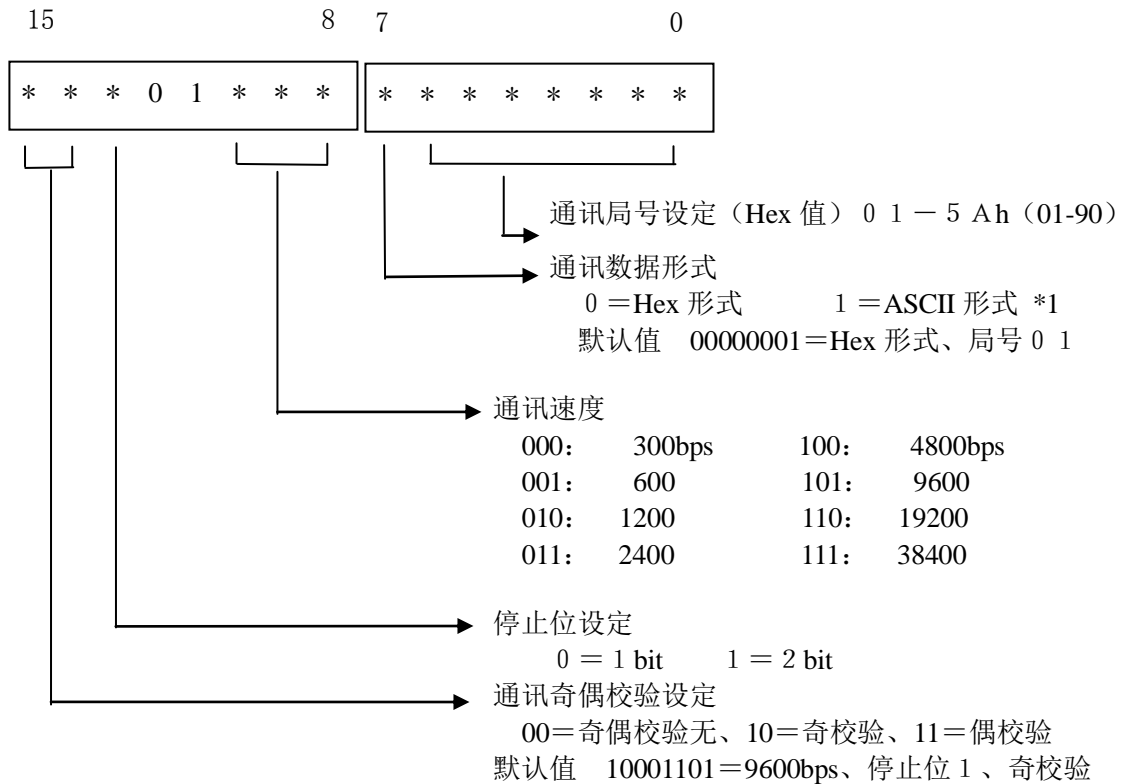 15 8 7 0
* * * 0 1 * * * * * * * * * * *
通讯局号设定（Hex 值）０１－５Ａh（01-90）
通讯数据形式
０＝Hex 形式 １＝ASCII 形式 *1
默认值 00000001＝Hex 形式、局号０１
通讯速度
000： 300bps 100： 4800bps
001： 600 101： 9600
010： 1200 110： 19200
011： 2400 111： 38400
停止位设定
０＝１bit １＝２bit
通讯奇偶校验设定
00＝奇偶校验无、10＝奇校验、11＝偶校验
默认值 10001101＝9600bps、停止位１、奇校验